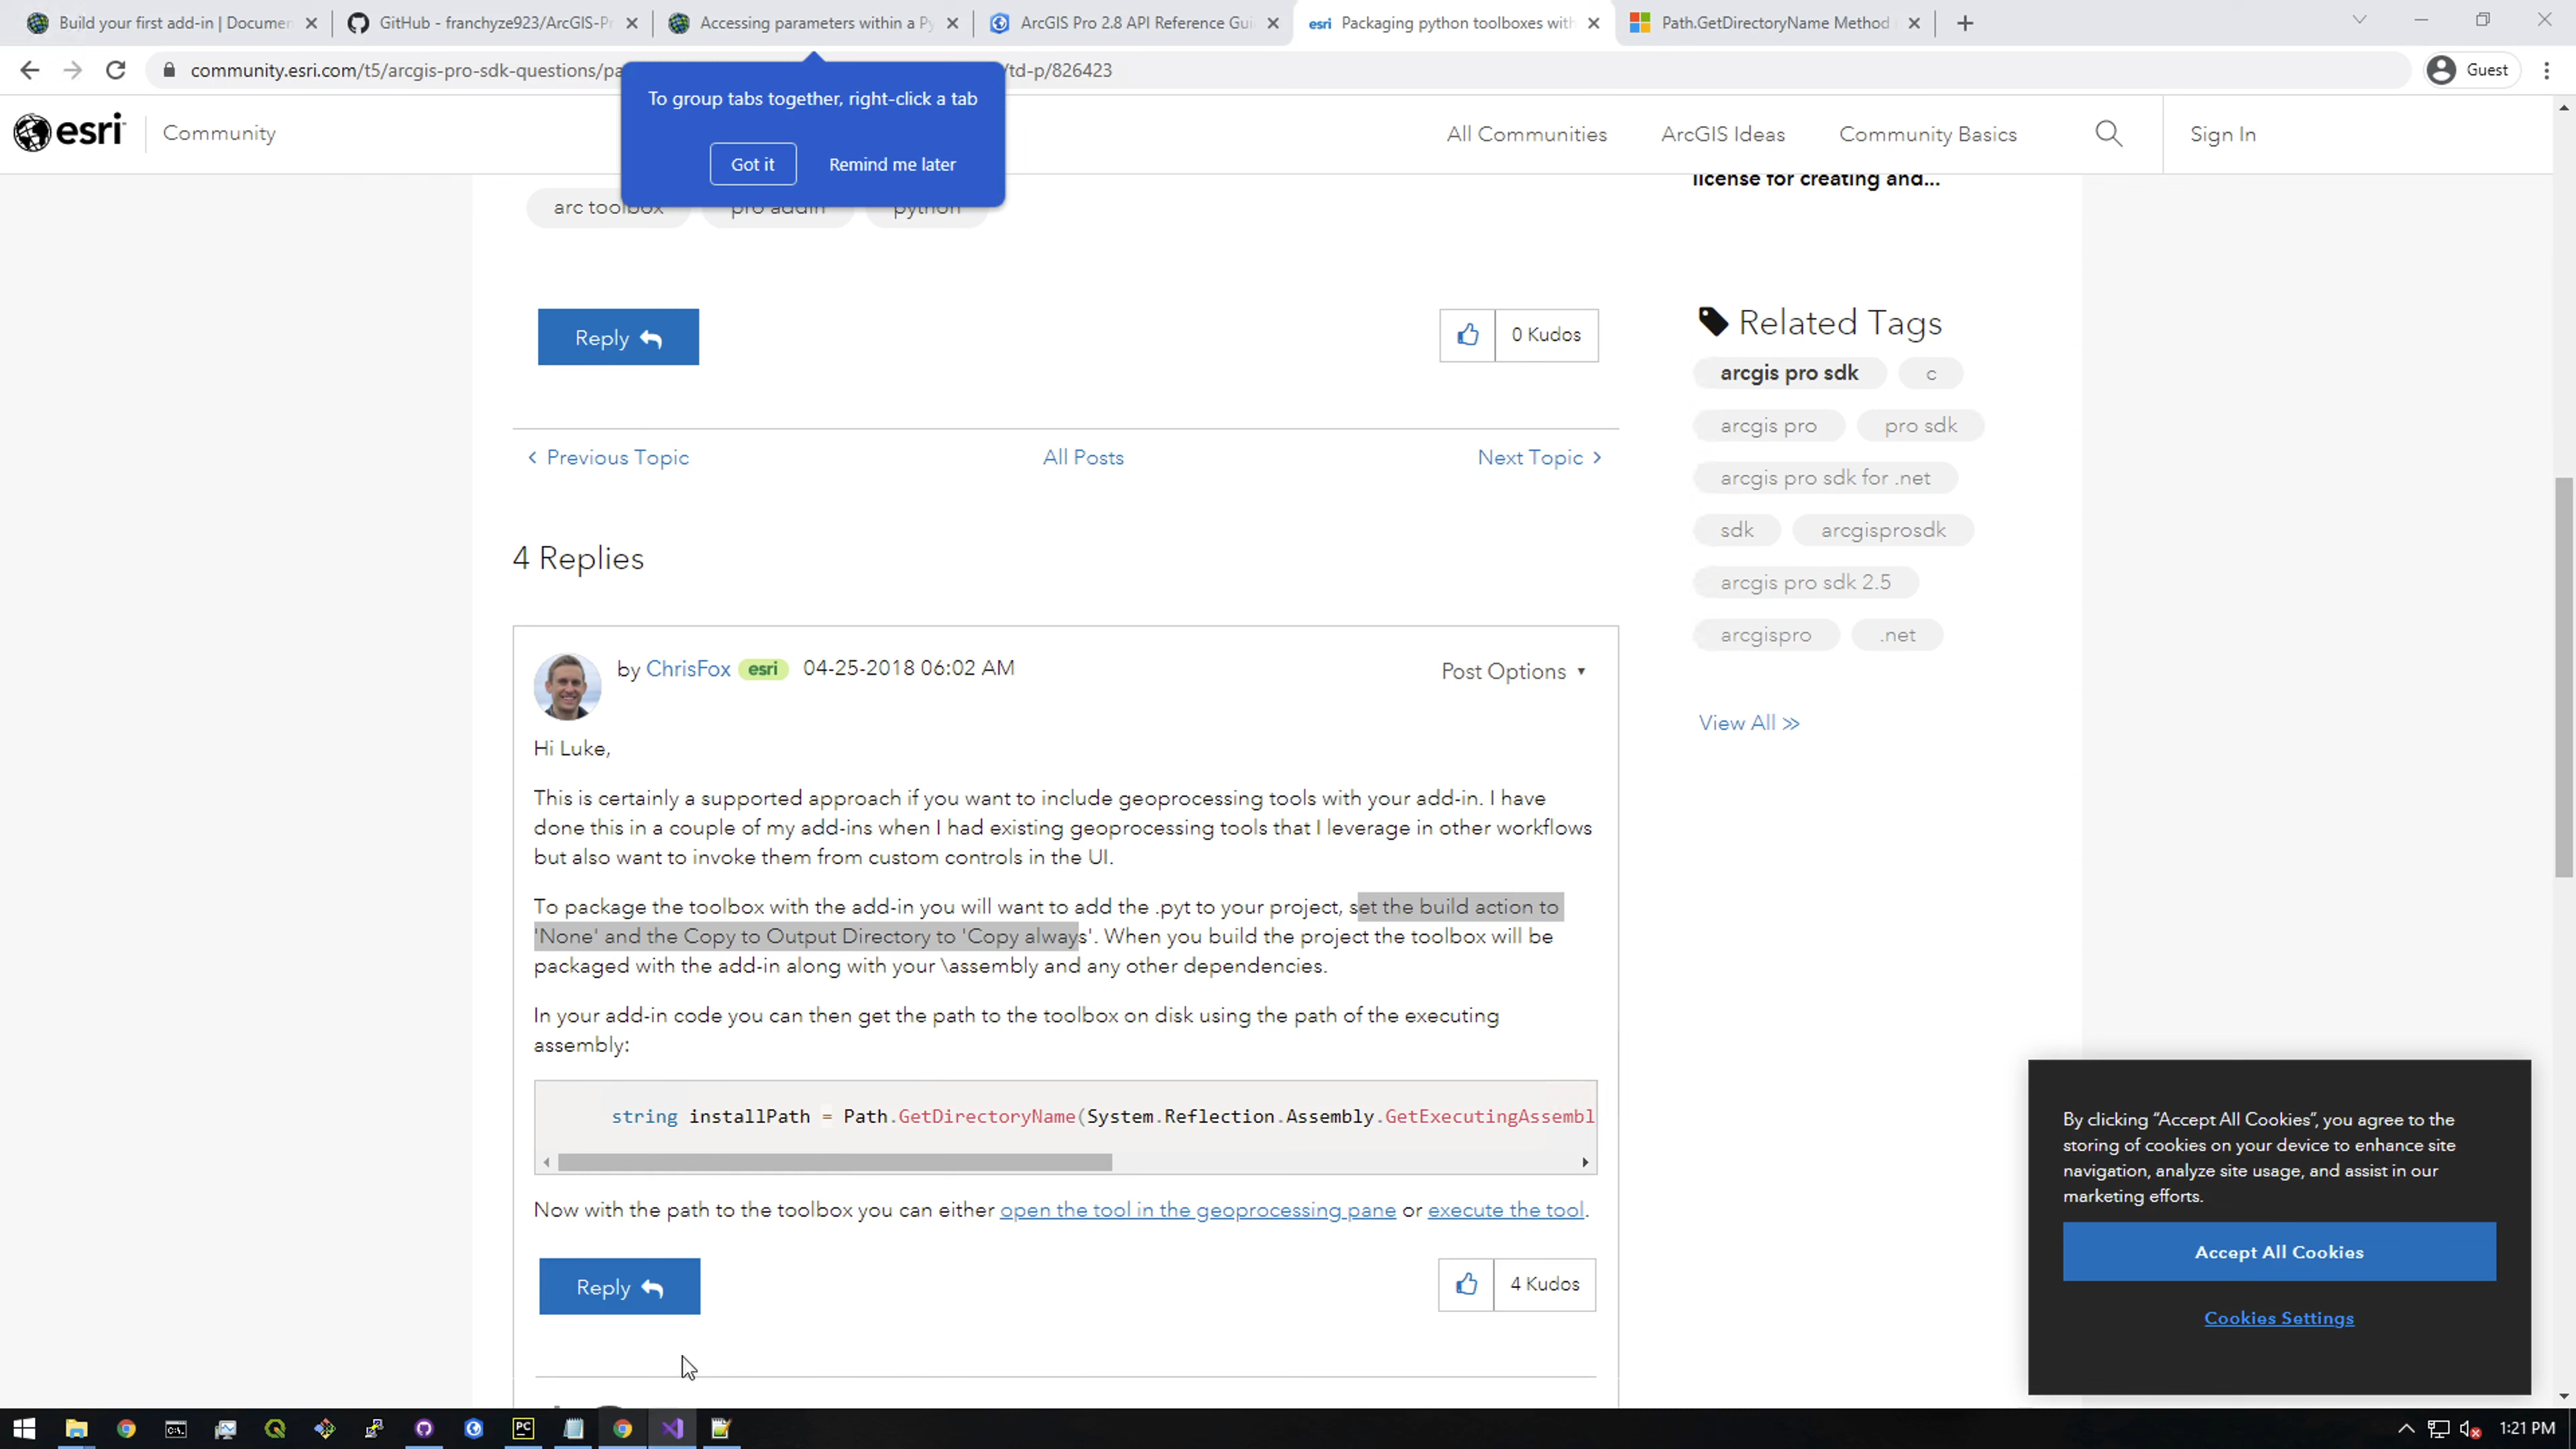 Build your first add-in | Documen
GitHub - franchyze923/ArcGIS-Pr
Accessing parameters within a Py
ArcGIS Pro 2.8 API Reference Gui
esri Packaging python toolboxes with
Path.GetDirectoryName Method
community.esri.com/t5/arcgis-pro-sdk-questions/pa
/td-p/826423
Guest
To group tabs together, right-click a tab
Got it
Remind me later
esri
Community
All Communities
ArcGIS Ideas
Community Basics
Sign In
license for creating and...
arc toolbox
pro addin
python
Reply
0 Kudos
Related Tags
arcgis pro sdk
c
arcgis pro
pro sdk
arcgis pro sdk for .net
sdk
arcgisprosdk
arcgis pro sdk 2.5
arcgispro
.net
View All
Previous Topic
All Posts
Next Topic
4 Replies
by ChrisFox esri 04-25-2018 06:02 AM
Post Options
Hi Luke,
This is certainly a supported approach if you want to include geoprocessing tools with your add-in. I have
done this in a couple of my add-ins when I had existing geoprocessing tools that I leverage in other workflows
but also want to invoke them from custom controls in the UI.
To package the toolbox with the add-in you will want to add the .pyt to your project, set the build action to
'None' and the Copy to Output Directory to 'Copy always'. When you build the project the toolbox will be
packaged with the add-in along with your \assembly and any other dependencies.
In your add-in code you can then get the path to the toolbox on disk using the path of the executing
assembly:
string installPath = Path.GetDirectoryName(System.Reflection.Assembly.GetExecutingAssembl
Now with the path to the toolbox you can either open the tool in the geoprocessing pane or execute the tool.
Reply
4 Kudos
By clicking “Accept All Cookies”, you agree to the
storing of cookies on your device to enhance site
navigation, analyze site usage, and assist in our
marketing efforts.
Accept All Cookies
Cookies Settings
PC
1:21 PM